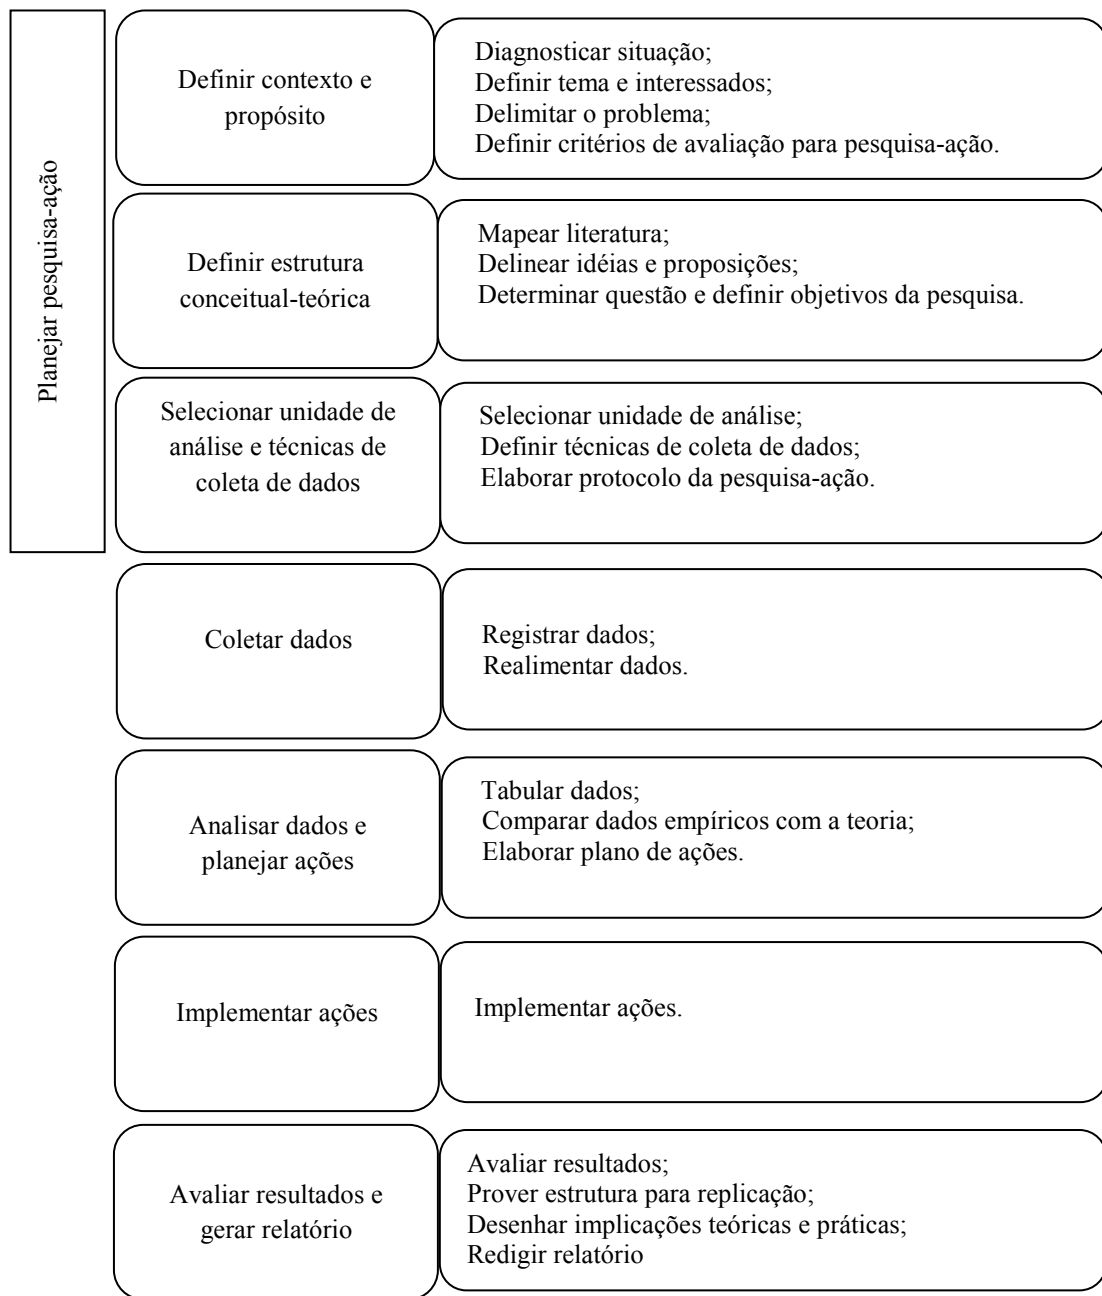 Planejar pesquisa-ação
Definir contexto e
propósito
Diagnosticar situação;
Definir tema e interessados;
Delimitar o problema;
Definir critérios de avaliação para pesquisa-ação.
Definir estrutura
conceitual-teórica
Mapear literatura;
Delinear idéias e proposições;
Determinar questão e definir objetivos da pesquisa.
Selecionar unidade de
análise e técnicas de
coleta de dados
Selecionar unidade de análise;
Definir técnicas de coleta de dados;
Elaborar protocolo da pesquisa-ação.
Coletar dados
Registrar dados;
Realimentar dados.
Analisar dados e
planejar ações
Tabular dados;
Comparar dados empíricos com a teoria;
Elaborar plano de ações.
Implementar ações
Implementar ações.
Avaliar resultados e
gerar relatório
Avaliar resultados;
Prover estrutura para replicação;
Desenhar implicações teóricas e práticas;
Redigir relatório